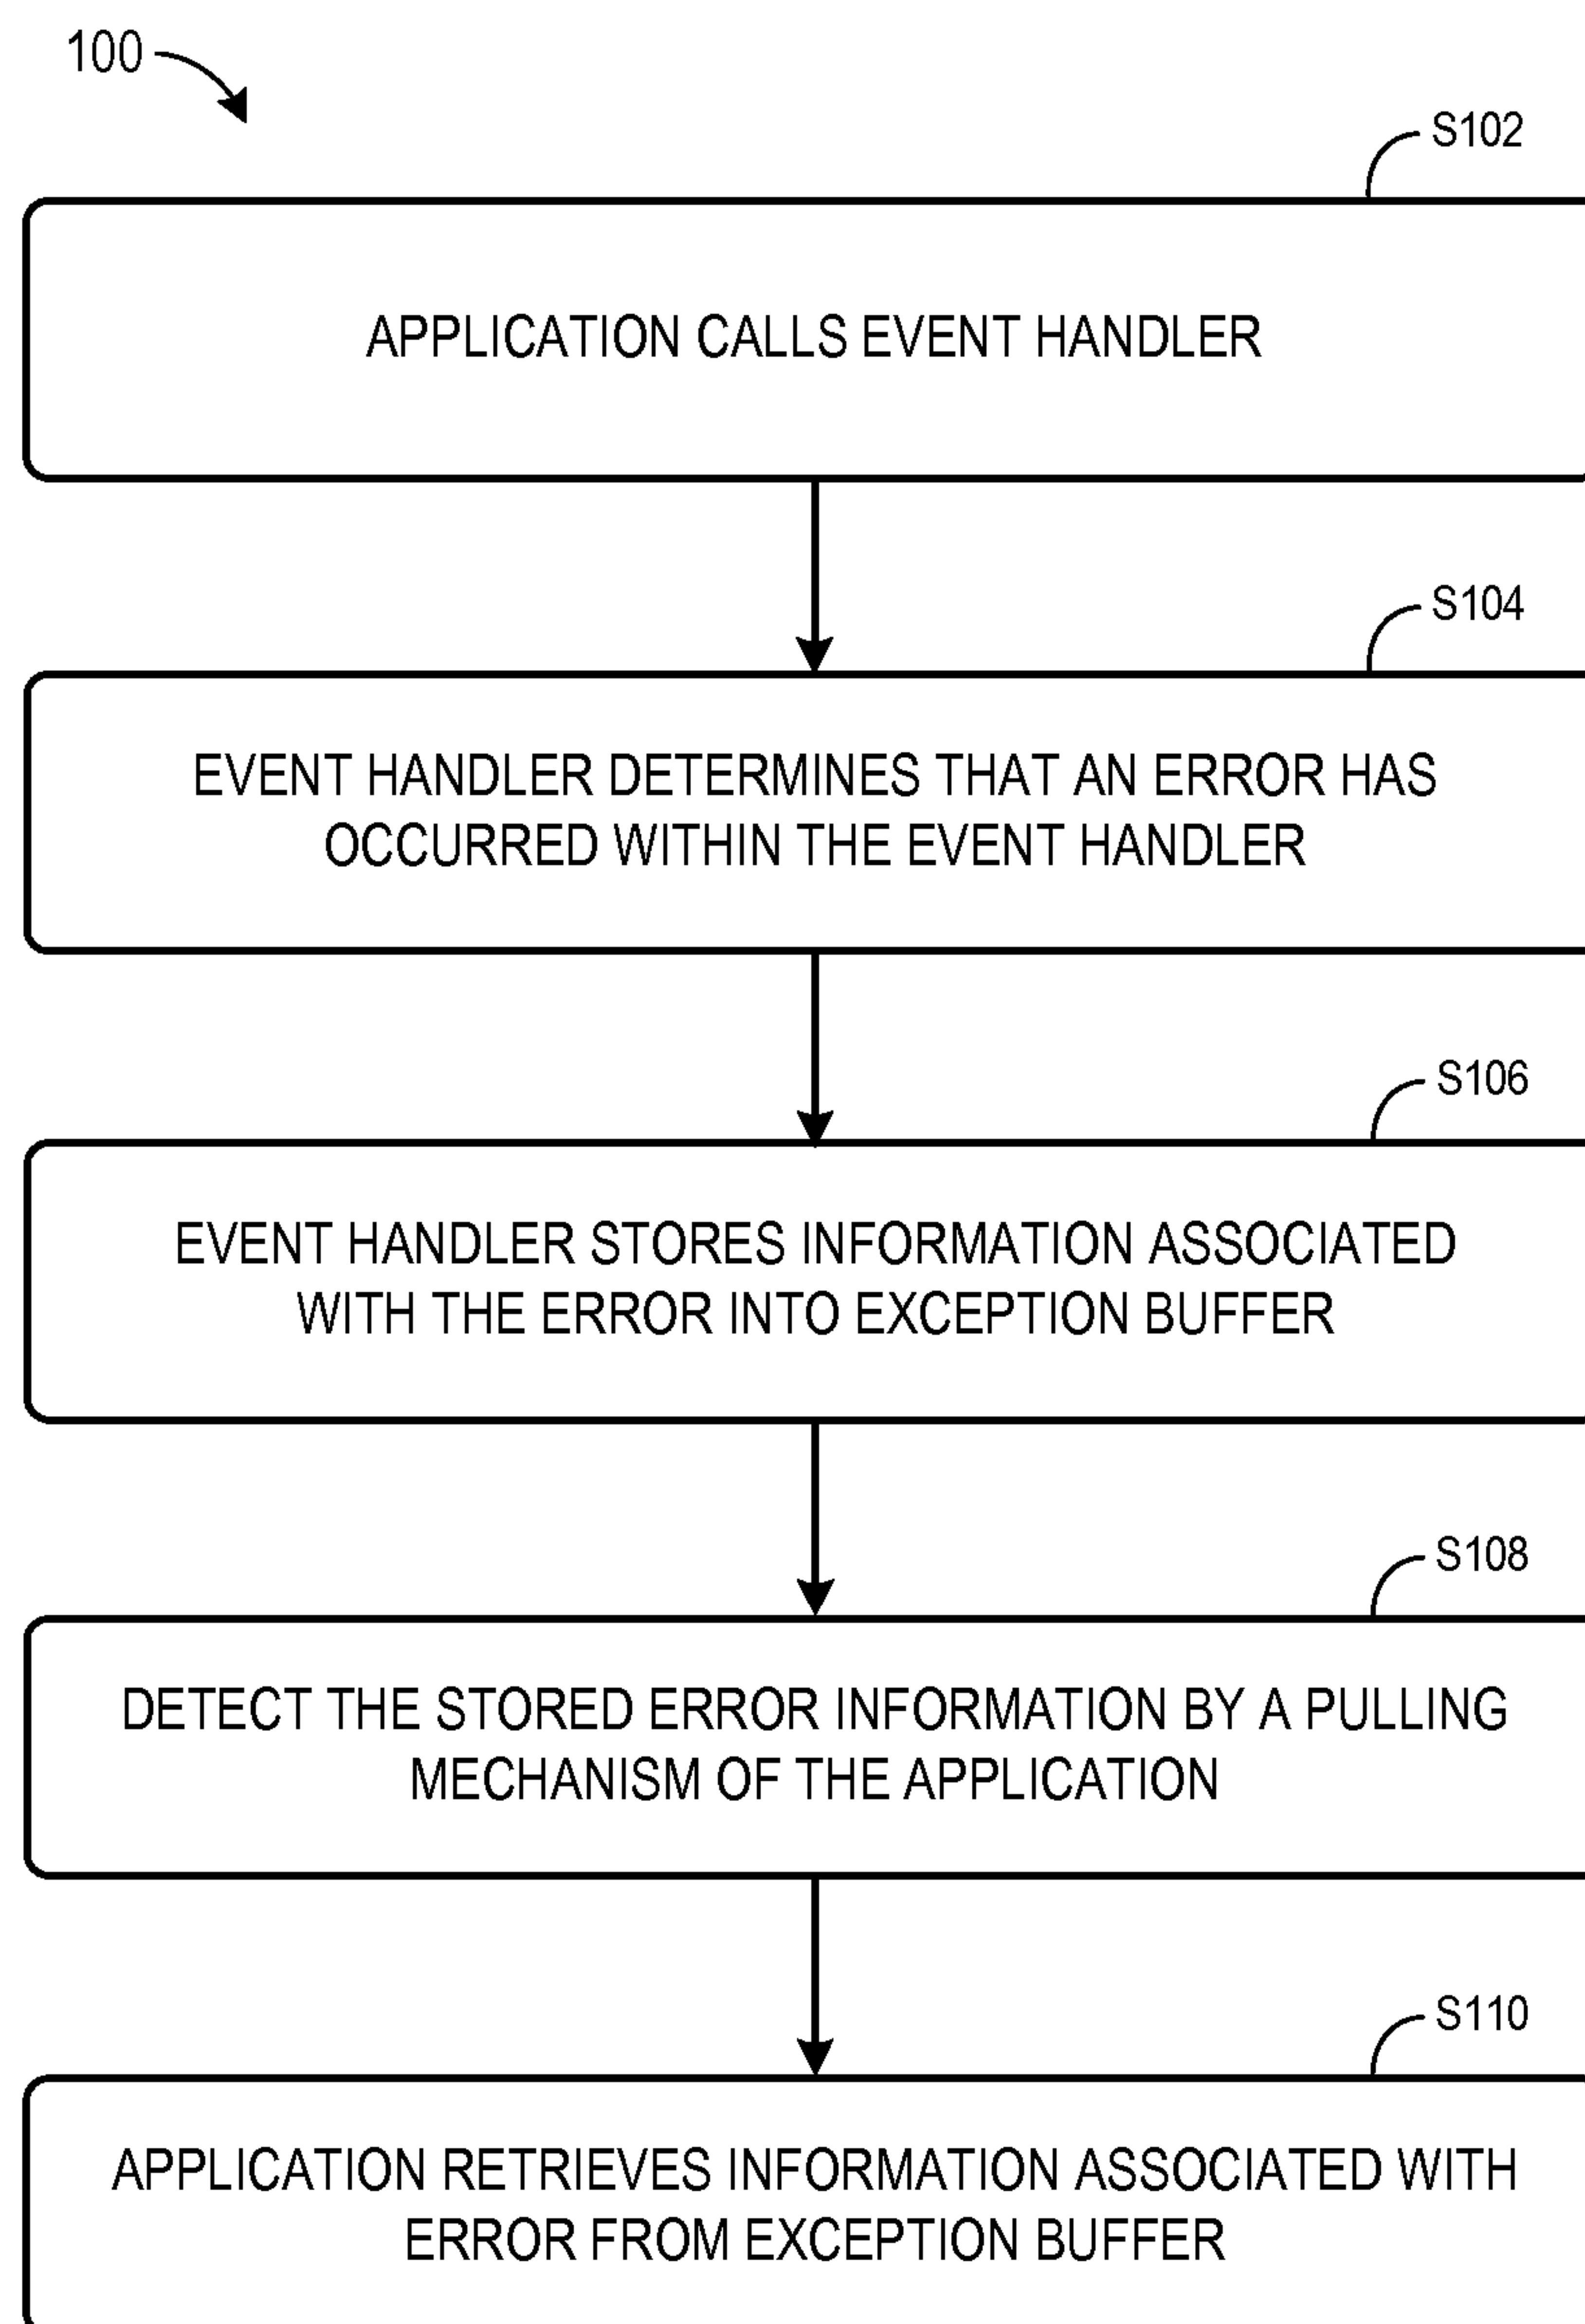 100
S102
APPLICATION CALLS EVENT HANDLER
S104
EVENT HANDLER DETERMINES THAT AN ERROR HAS
OCCURRED WITHIN THE EVENT HANDLER
S106
EVENT HANDLER STORES INFORMATION ASSOCIATED
WITH THE ERROR INTO EXCEPTION BUFFER
S108
DETECT THE STORED ERROR INFORMATION BY A PULLING
MECHANISM OF THE APPLICATION
S110
APPLICATION RETRIEVES INFORMATION ASSOCIATED WITH
ERROR FROM EXCEPTION BUFFER